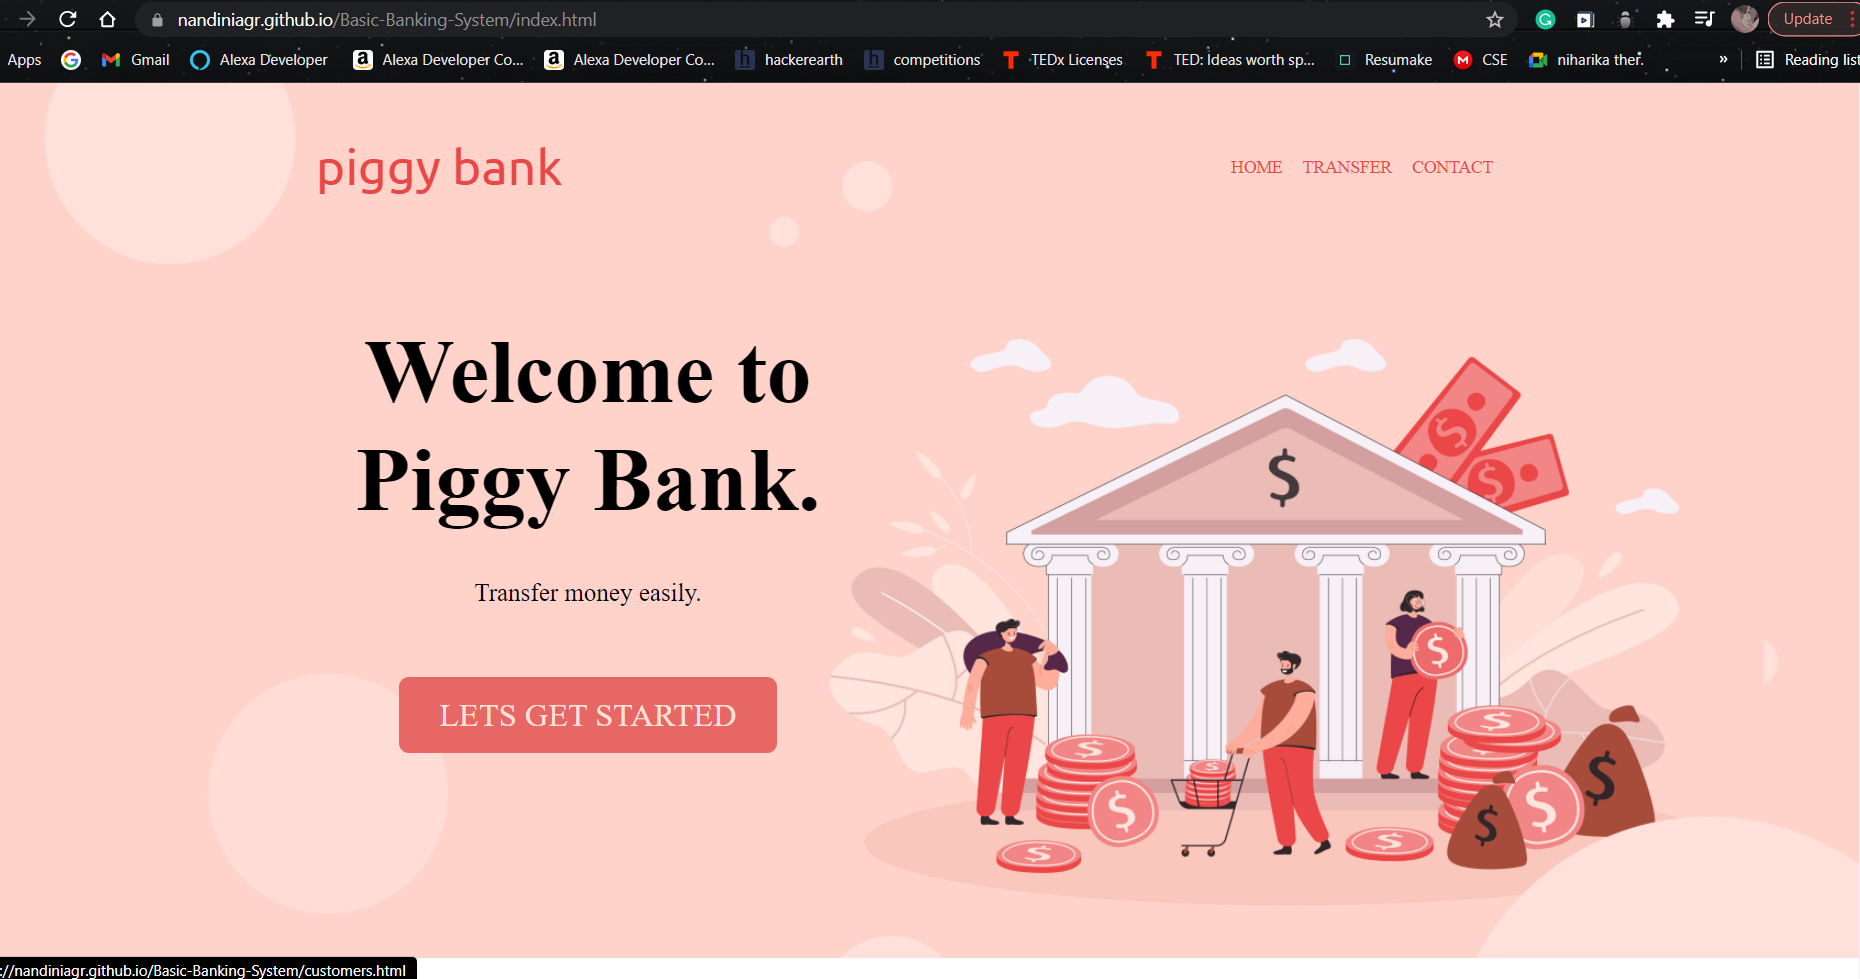 nandiniagr.github.io/Basic-Banking-System/index.html
Update
Apps
Gmail
Alexa Developer
Alexa Developer Co...
Alexa Developer Co...
hackerearth
competitions
TEDx Licenses
TED: Ideas worth sp...
Resumake
CSE
niharika ther.
»
Reading list
piggy bank
HOME TRANSFER CONTACT
Welcome to
Piggy Bank.
Transfer money easily.
LETS GET STARTED
://nandiniagr.github.io/Basic-Banking-System/customers.html